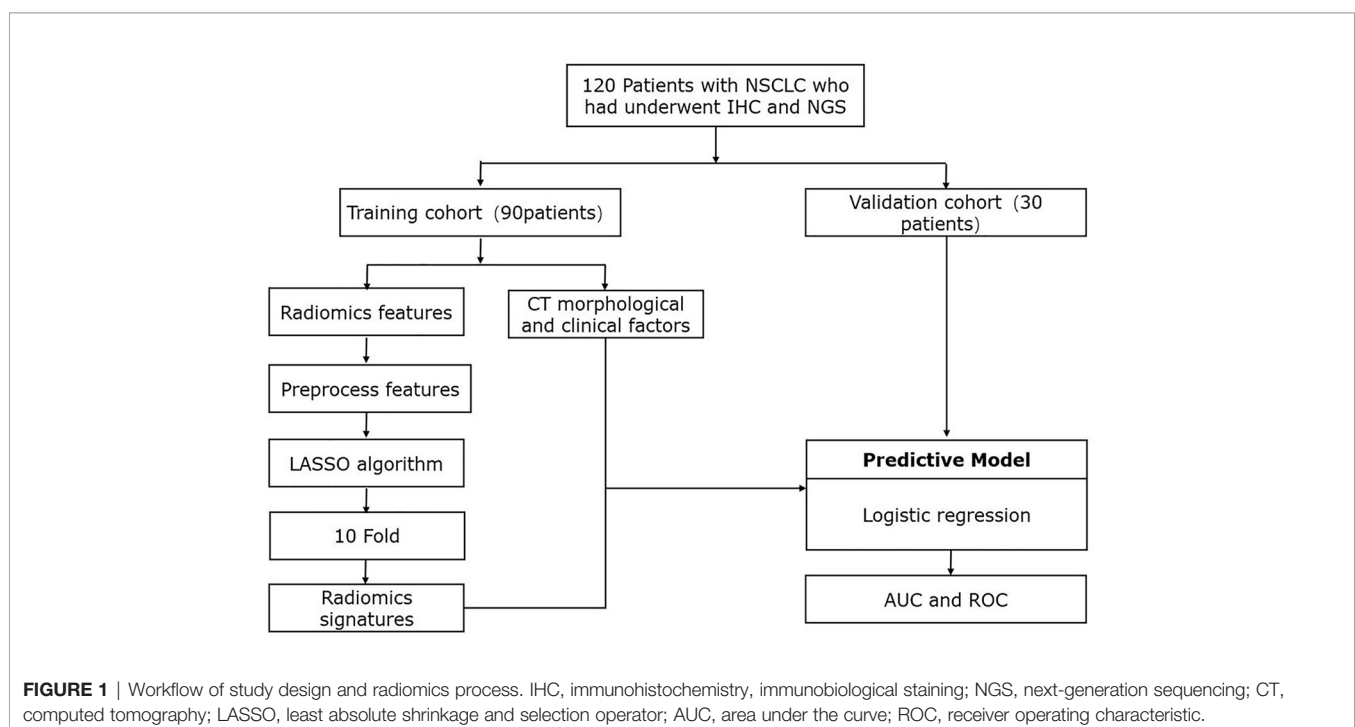 120 Patients with NSCLC who
had underwent IHC and NGS
Training cohort（90patients）
Validation cohort（30
patients）
Radiomics features
CT morphological
and clinical factors
Preprocess features
LASSO algorithm
10 Fold
Radiomics
signatures
Predictive Model
Logistic regression
AUC and ROC
FIGURE 1 | Workflow of study design and radiomics process. IHC, immunohistochemistry, immunobiological staining; NGS, next-generation sequencing; CT,
computed tomography; LASSO, least absolute shrinkage and selection operator; AUC, area under the curve; ROC, receiver operating characteristic.